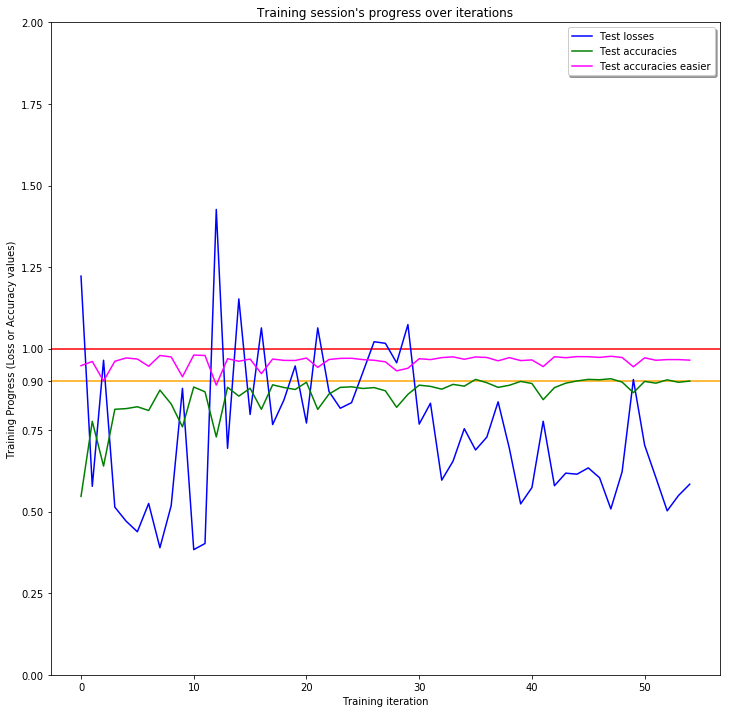 Training session's progress over iterations
Test losses
Test accuracies
Test accuracies easier
Training Progress (Loss or Accuracy values)
2.00
1.75
1.50
1.25
1.00
0.90
0.75
0.50
0.25
0.00
0 10 20 30 40 50
Training iteration